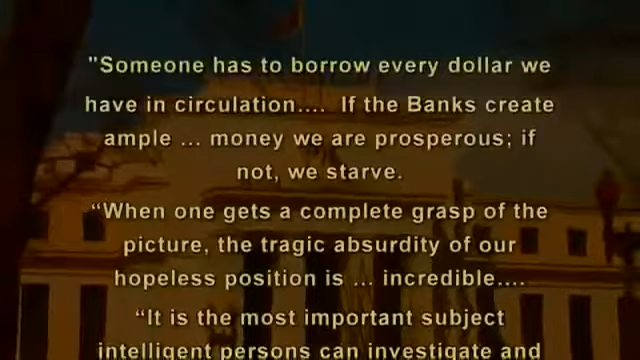 "Someone has to borrow every dollar we
have in circulation.... If the Banks create
ample ... money we are prosperous; if
not, we starve.
“When one gets a complete grasp of the
picture, the tragic absurdity of our
hopeless position is ... incredible....
“It is the most important subject
intelligent persons can investigate and